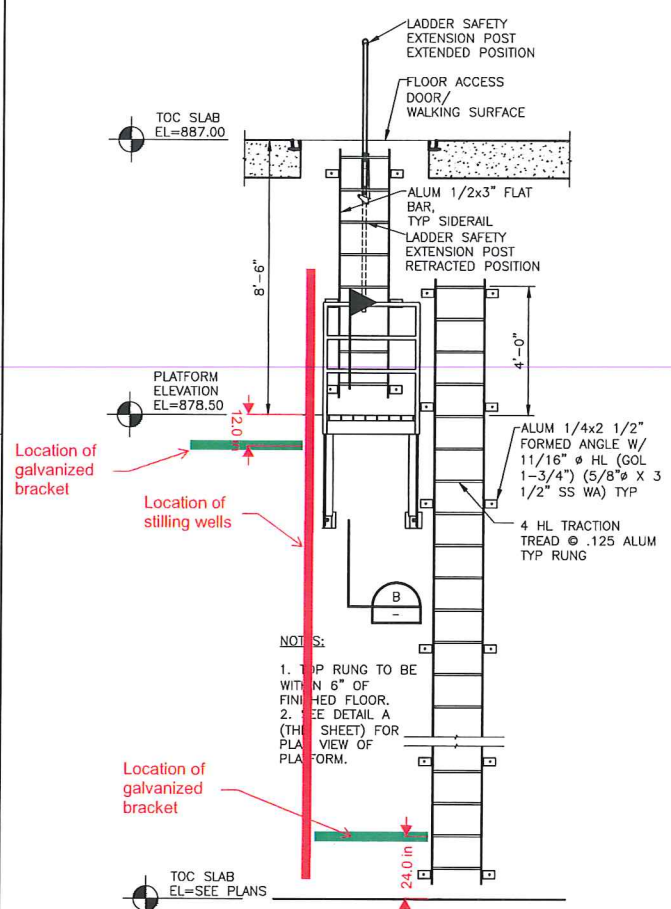 LADDER SAFETY
EXTENSION POST
EXTENDED POSITION
FLOOR ACCESS
DOOR/
WALKING SURFACE
TOC SLAB
EL=887.00
ALUM 1/2x3" FLAT
BAR,
TYP SIDERAIL
LADDER SAFETY
EXTENSION POST
RETRACTED POSITION
8'-6"
4'-0"
PLATFORM
ELEVATION
EL=878.50
12.0 in
Location of
galvanized
bracket
Location of
stilling wells
ALUM 1/4x2 1/2"
FORMED ANGLE W/
11/16" ø HL (GOL
1-3/4") (5/8"ø X 3
1/2" SS WA) TYP
4 HL TRACTION
TREAD @ .125 ALUM
TYP RUNG
B
-
NOTES:
1. TOP RUNG TO BE
WITHIN 6" OF
FINISHED FLOOR.
2. SEE DETAIL A
(THIS SHEET) FOR
PLAN VIEW OF
PLATFORM.
Location of
galvanized
bracket
24.0 in
TOC SLAB
EL=SEE PLANS